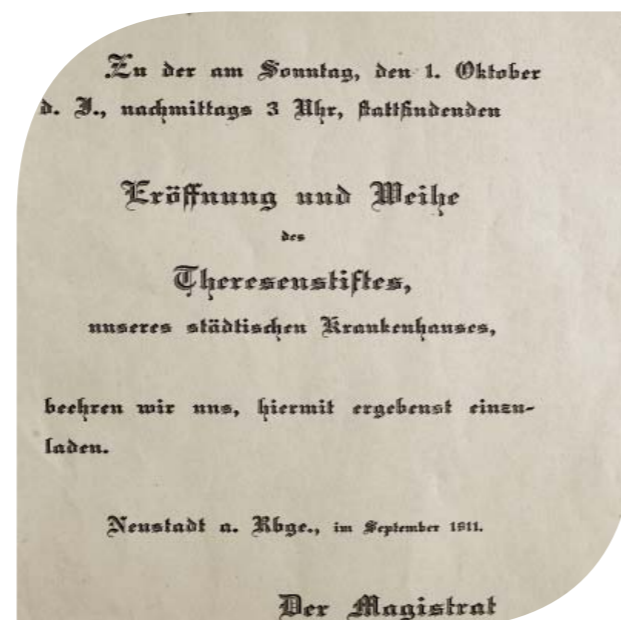 Zu der am Sonntag, den 1. Oktober
d. J., nachmittags 3 Uhr, stattfindenden
Eröffnung und Weihe
des
Theresenstiftes,
unseres städtischen Krankenhauses,
beehren wir uns, hiermit ergebenst einzu-
laden.
Neustadt a. Rbge., im September 1911.
Der Magistrat